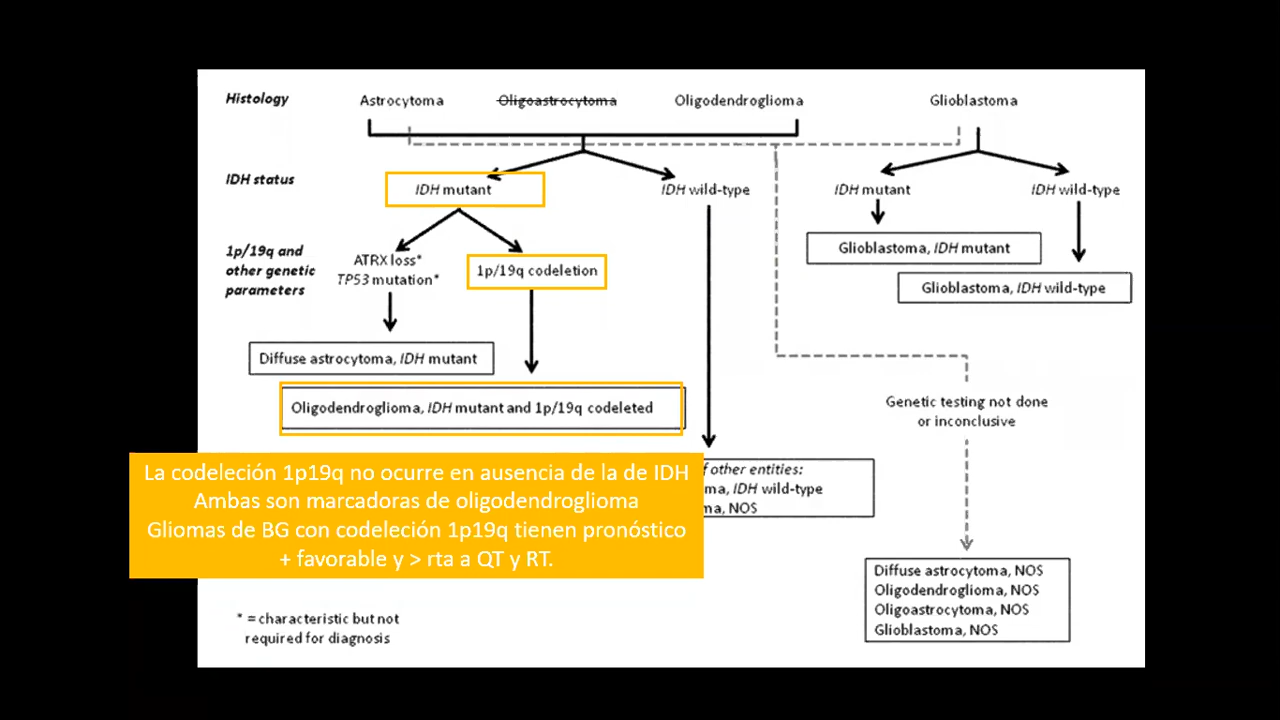 Histology
Astrocytoma
Oligoastrocytoma
Oligodendroglioma
Glioblastoma
IDH status
IDH mutant
IDH wild-type
IDH mutant
IDH wild-type
1p/19q and
other genetic
parameters
ATRX loss*
TP53 mutation*
1p/19q codeletion
Glioblastoma, IDH mutant
Glioblastoma, IDH wild-type
Diffuse astrocytoma, IDH mutant
Oligodendroglioma, IDH mutant and 1p/19q codeleted
Genetic testing not done
or inconclusive
La codeleción 1p19q no ocurre en ausencia de la de IDH
Ambas son marcadoras de oligodendroglioma
Gliomas de BG con codeleción 1p19q tienen pronóstico
+ favorable y > rta a QT y RT.
f other entities:
ma, IDH wild-type
ma, NOS
Diffuse astrocytoma, NOS
Oligodendroglioma, NOS
Oligoastrocytoma, NOS
Glioblastoma, NOS
* = characteristic but not
required for diagnosis